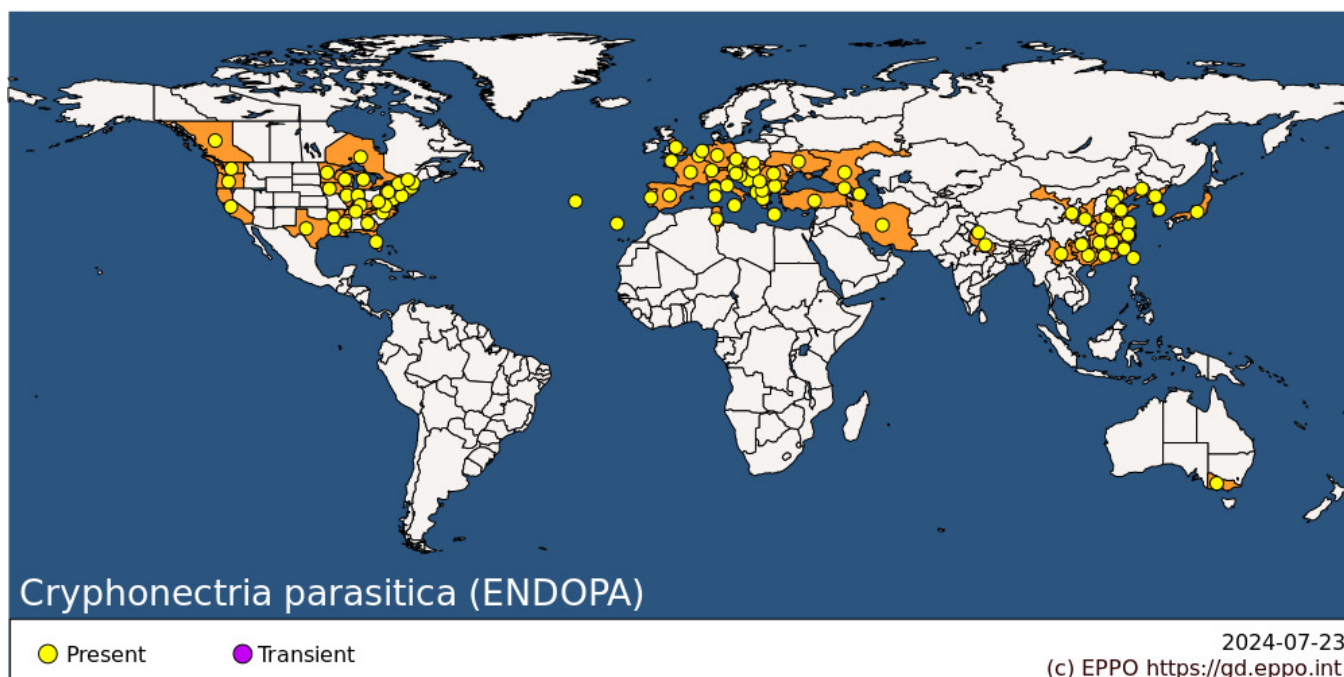 Cryphonectria parasitica (ENDOPA)
Present
Transient
2024-07-23
(c) EPPO https://gd.eppo.int